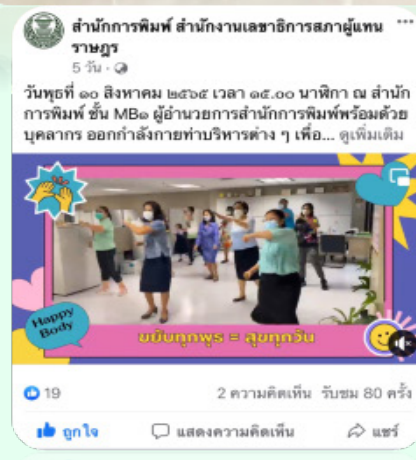 สำนักการพิมพ์ สำนักงานเลขาธิการสภาผู้แทน
ราษฎร
5 วัน ·
วันพุธที่ ๑๐ สิงหาคม ๒๕๖๕ เวลา ๑๕.๐๐ นาฬิกา ณ สำนัก
การพิมพ์ ชั้น MB๑ ผู้อำนวยการสำนักการพิมพ์พร้อมด้วย
บุคลากร ออกกำลังกายท่าบริหารต่าง ๆ เพื่อ... ดูเพิ่มเติม
Happy
Body
ขยับทุกพุธ = สุขทุกวัน
19
2 ความคิดเห็น รับชม 80 ครั้ง
ถูกใจ
แสดงความคิดเห็น
แชร์